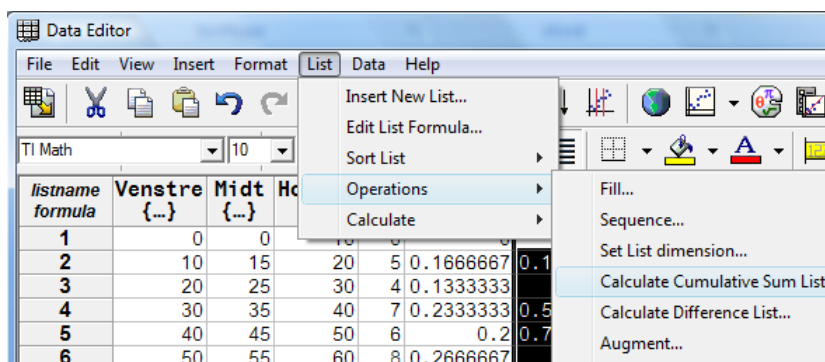 Data Editor
File Edit View Insert Format List Data Help
Insert New List...
Edit List Formula...
Sort List
Operations
Calculate
Fill...
Sequence...
Set List dimension...
Calculate Cumulative Sum List
Calculate Difference List...
Augment...
TI Math 10
listname Venstre Midt
formula {...} {...}
1 0 0
2 10 15 20 5 0.1666667
3 20 25 30 4 0.1333333
4 30 35 40 7 0.2333333
5 40 45 50 6 0.2
6 50 55 60 8 0.2666667